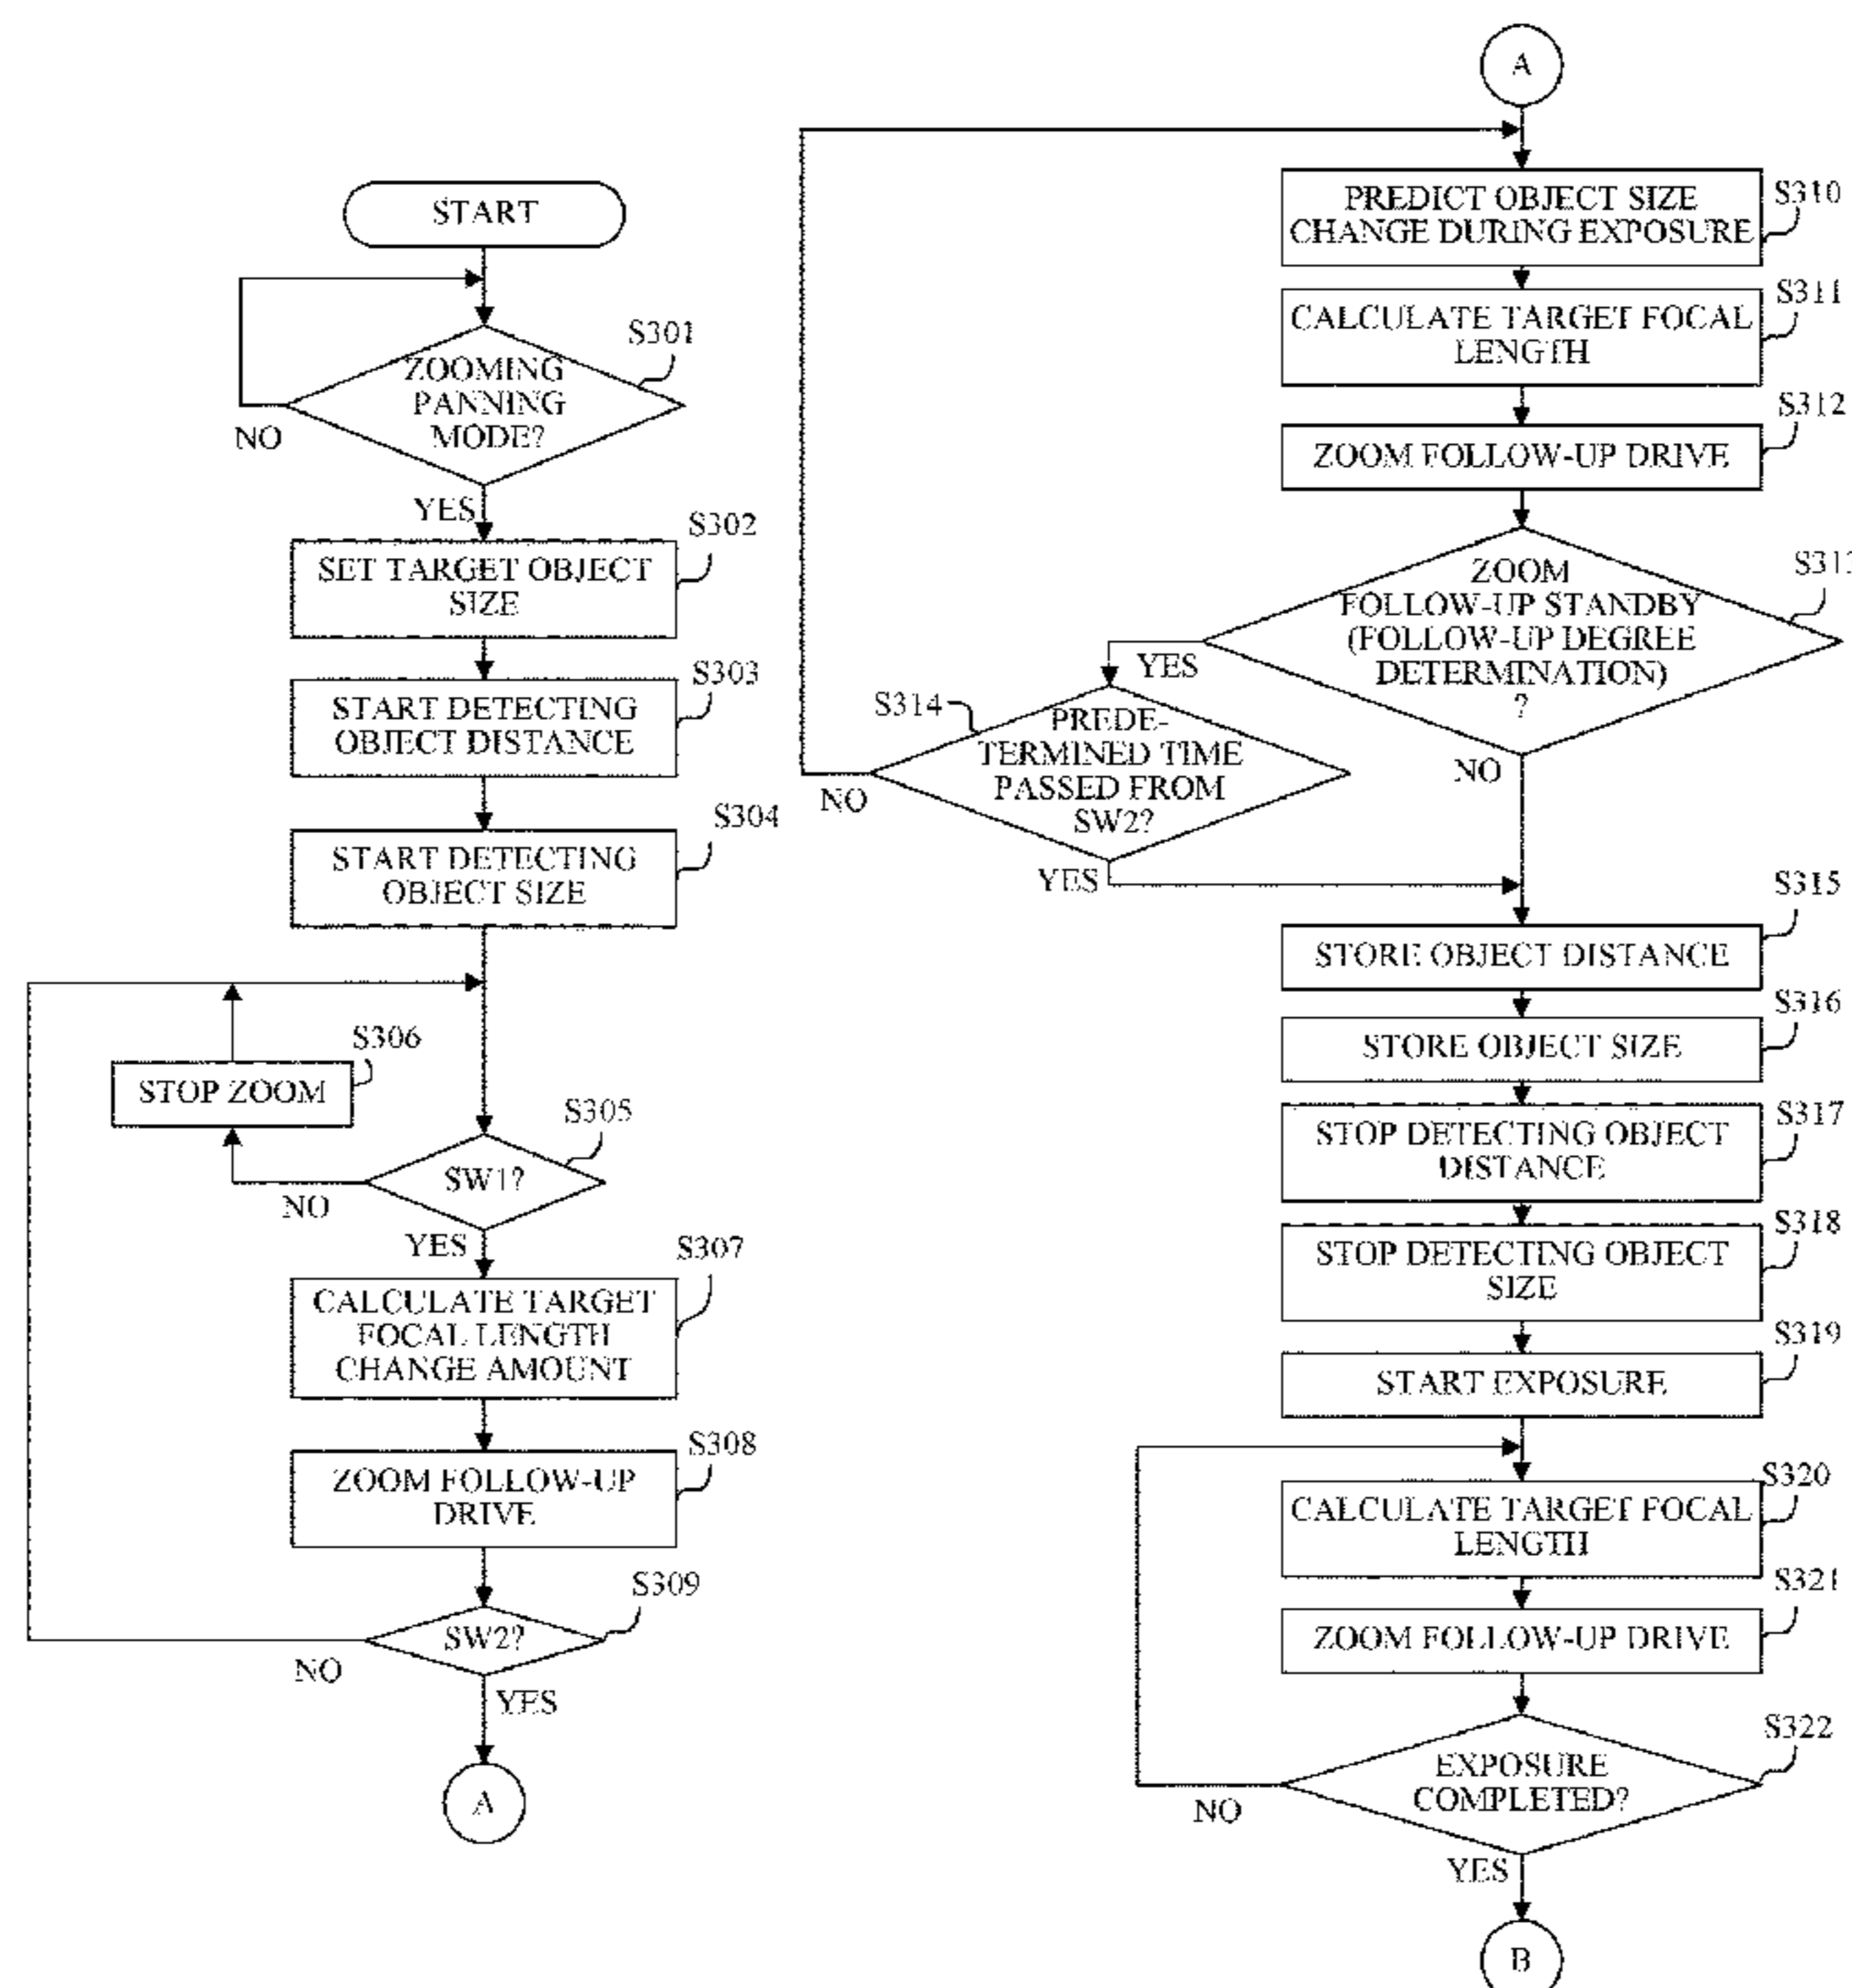 START
S301
ZOOMING
PANNING
MODE?
NO
YES
S302
SET TARGET OBJECT
SIZE
S303
START DETECTING
OBJECT DISTANCE
S304
START DETECTING
OBJECT SIZE
S306
STOP ZOOM
S305
SW1?
NO
YES
S307
CALCULATE TARGET
FOCAL LENGTH
CHANGE AMOUNT
S308
ZOOM FOLLOW-UP
DRIVE
S309
SW2?
NO
YES
A
A
S310
PREDICT OBJECT SIZE
CHANGE DURING EXPOSURE
S311
CALCULATE TARGET FOCAL
LENGTH
S312
ZOOM FOLLOW-UP DRIVE
S313
ZOOM
FOLLOW-UP STANDBY
(FOLLOW-UP DEGREE
DETERMINATION)
?
YES
NO
S314
PREDE-
TERMINED TIME
PASSED FROM
SW2?
NO
YES
S315
STORE OBJECT DISTANCE
S316
STORE OBJECT SIZE
S317
STOP DETECTING OBJECT
DISTANCE
S318
STOP DETECTING OBJECT
SIZE
S319
START EXPOSURE
S320
CALCULATE TARGET FOCAL
LENGTH
S321
ZOOM FOLLOW-UP DRIVE
S322
EXPOSURE
COMPLETED?
NO
YES
B